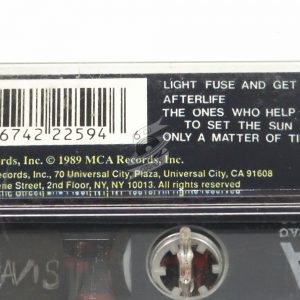 LIGHT FUSE AND GET
AFTERLIFE
THE ONES WHO HELP
TO SET THE SUN
ONLY A MATTER OF TI
6742 22594 6
rds, Inc. © 1989 MCA Records, Inc.
ords, Inc., 70 Universal City, Plaza, Universal City, CA 91608
Street, 2nd Floor, NY, NY 10013. All rights reserved